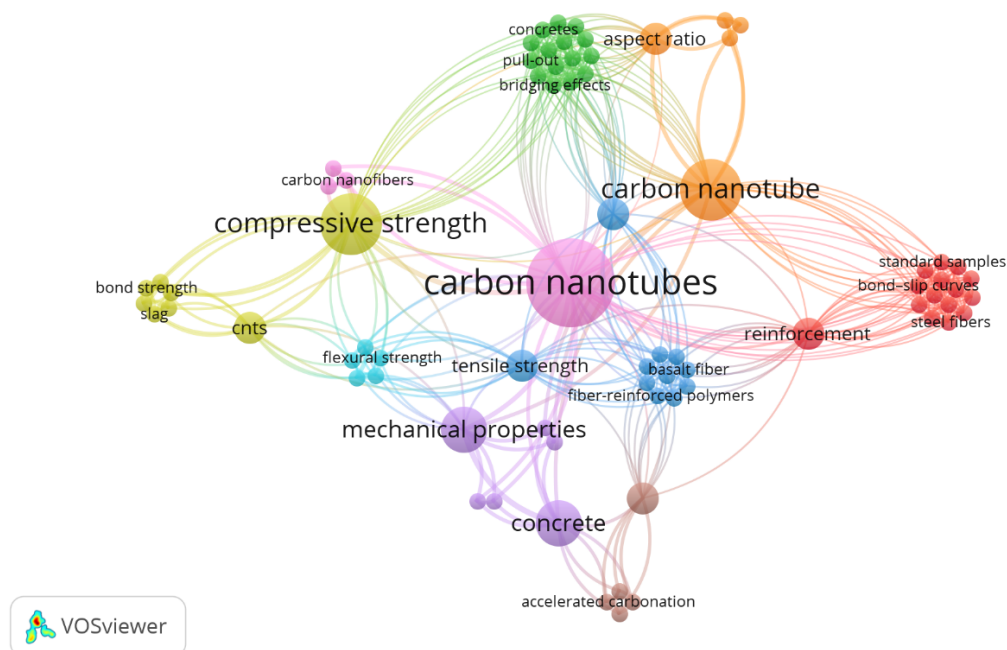 concretes
aspect ratio
pull-out
bridging effects
carbon nanofibers
carbon nanotube
compressive strength
standard samples
carbon nanotubes
bond strength
bond–slip curves
slag
cnts
steel fibers
reinforcement
flexural strength
tensile strength
basalt fiber
fiber-reinforced polymers
mechanical properties
concrete
accelerated carbonation
VOSviewer